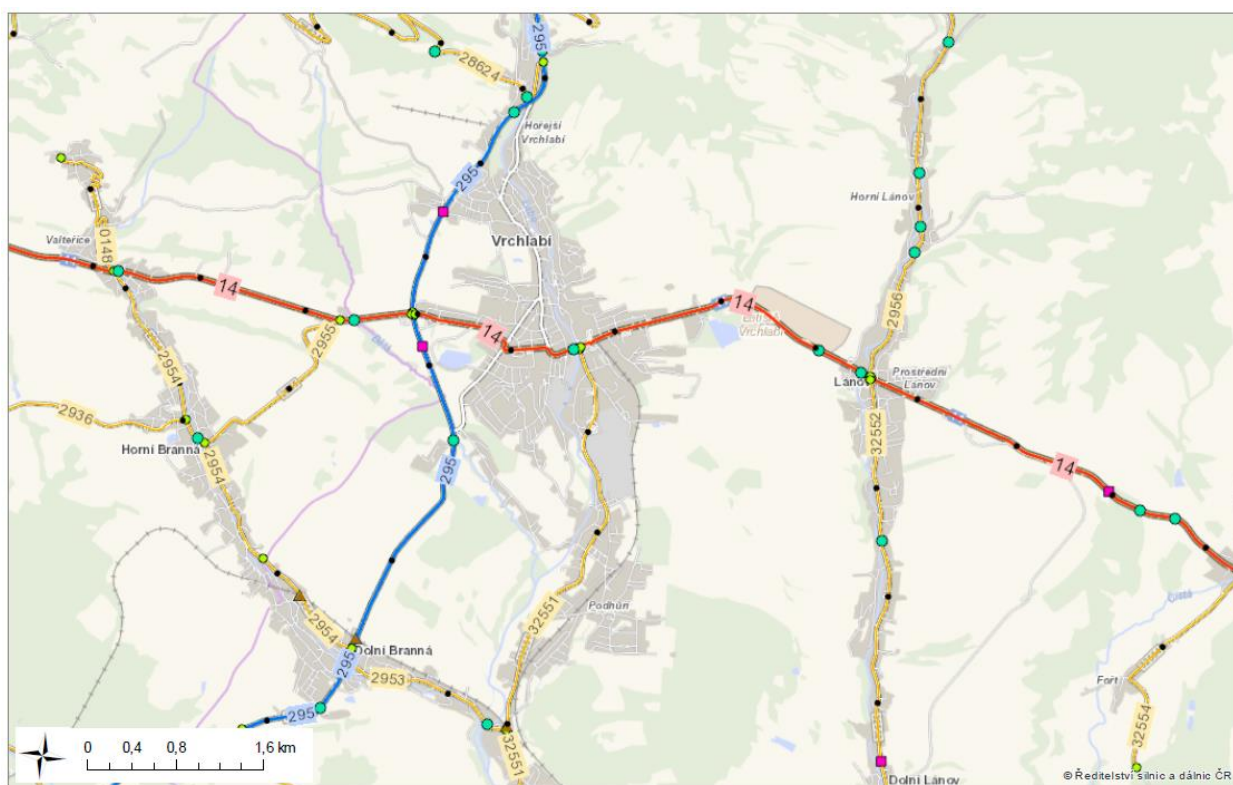 295
28624
Hořejší
Vrchlabí
295
Horní Lánov
Valteřice
0148
Vrchlabí
2956
14
14
14
2955
Prostřední
Lánov
2954
2936
32552
Horní Branná
2954
295
14
32551
Podhůří
2954
Dolní Branná
295
2953
Fořt
32554
295
32551
0 0,4 0,8 1,6 km
Dolní Lánov
© Ředitelství silnic a dálnic ČR